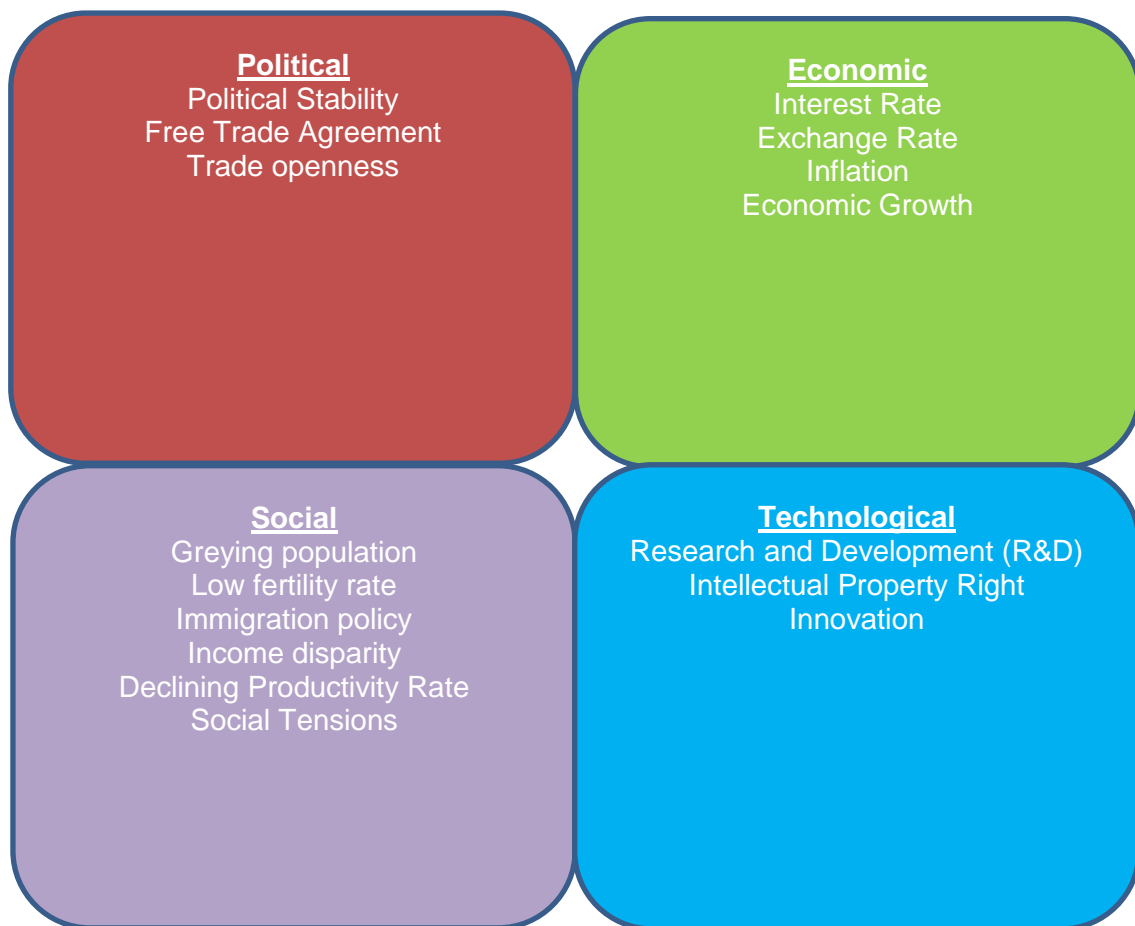 Political
Political Stability
Free Trade Agreement
Trade openness
Economic
Interest Rate
Exchange Rate
Inflation
Economic Growth
Social
Greying population
Low fertility rate
Immigration policy
Income disparity
Declining Productivity Rate
Social Tensions
Technological
Research and Development (R&D)
Intellectual Property Right
Innovation